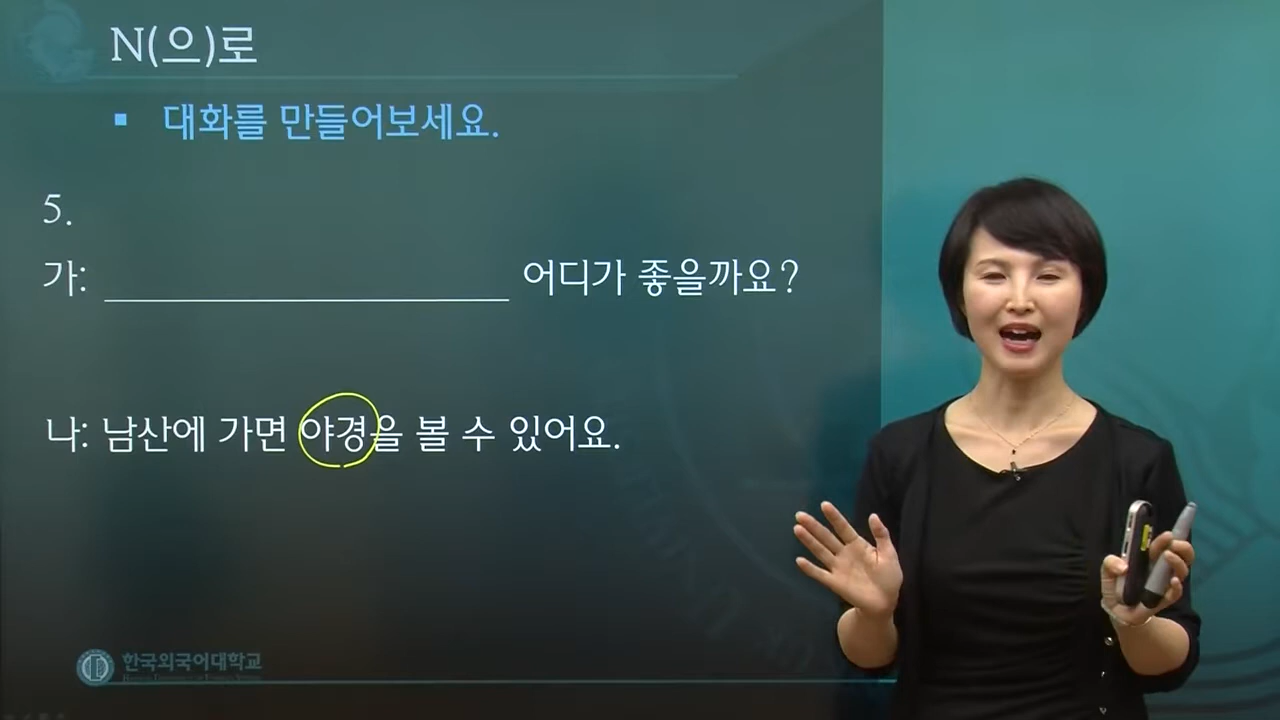 N(으)로
▪ 대화를 만들어보세요.
5.
가: ____________________ 어디가 좋을까요?
나: 남산에 가면 야경을 볼 수 있어요.
한국외국어대학교